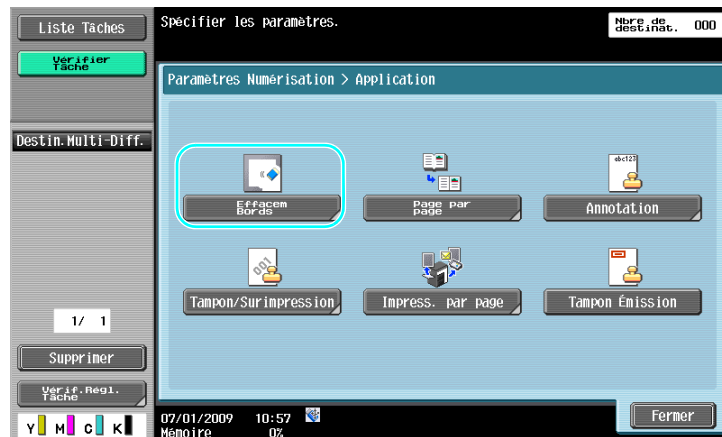 Liste Tâches
Spécifier les paramètres.
Nbre de
destinat.
000
Vérifier
Tâche
Paramètres Numérisation > Application
Destin.Multi-Diff.
Effacem
Bords
Page par
page
abc123
Annotation
001
Tampon/Surimpression
Impress. par page
Tampon Émission
1/ 1
Supprimer
Vérif.Régl.
Tâche
Fermer
Y M C K
07/01/2009 10:57
Mémoire 0%